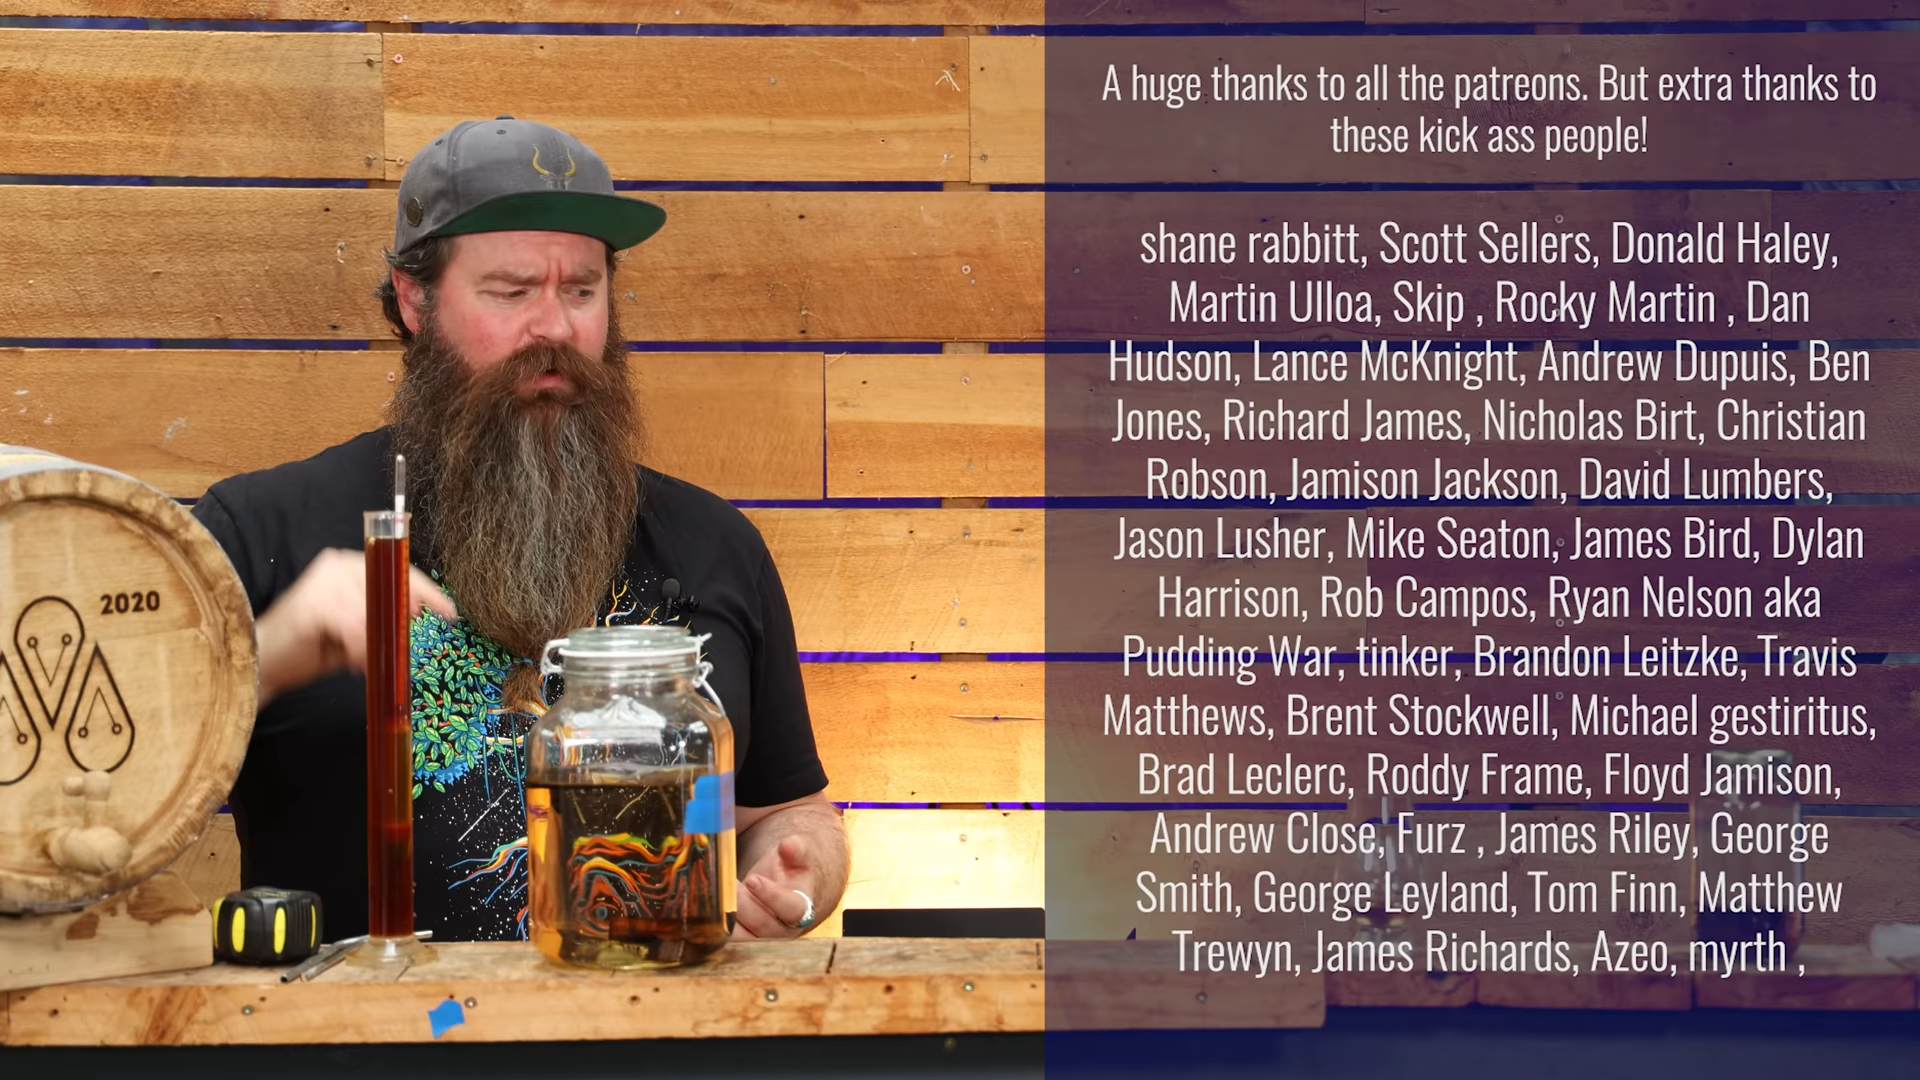 A huge thanks to all the patreons. But extra thanks to
these kick ass people!
shane rabbitt, Scott Sellers, Donald Haley,
Martin Ulloa, Skip , Rocky Martin , Dan
Hudson, Lance McKnight, Andrew Dupuis, Ben
Jones, Richard James, Nicholas Birt, Christian
Robson, Jamison Jackson, David Lumbers,
Jason Lusher, Mike Seaton, James Bird, Dylan
Harrison, Rob Campos, Ryan Nelson aka
Pudding War, tinker, Brandon Leitzke, Travis
Matthews, Brent Stockwell, Michael gestiritus,
Brad Leclerc, Roddy Frame, Floyd Jamison,
Andrew Close, Furz , James Riley, George
Smith, George Leyland, Tom Finn, Matthew
Trewyn, James Richards, Azeo, myrth ,
2020